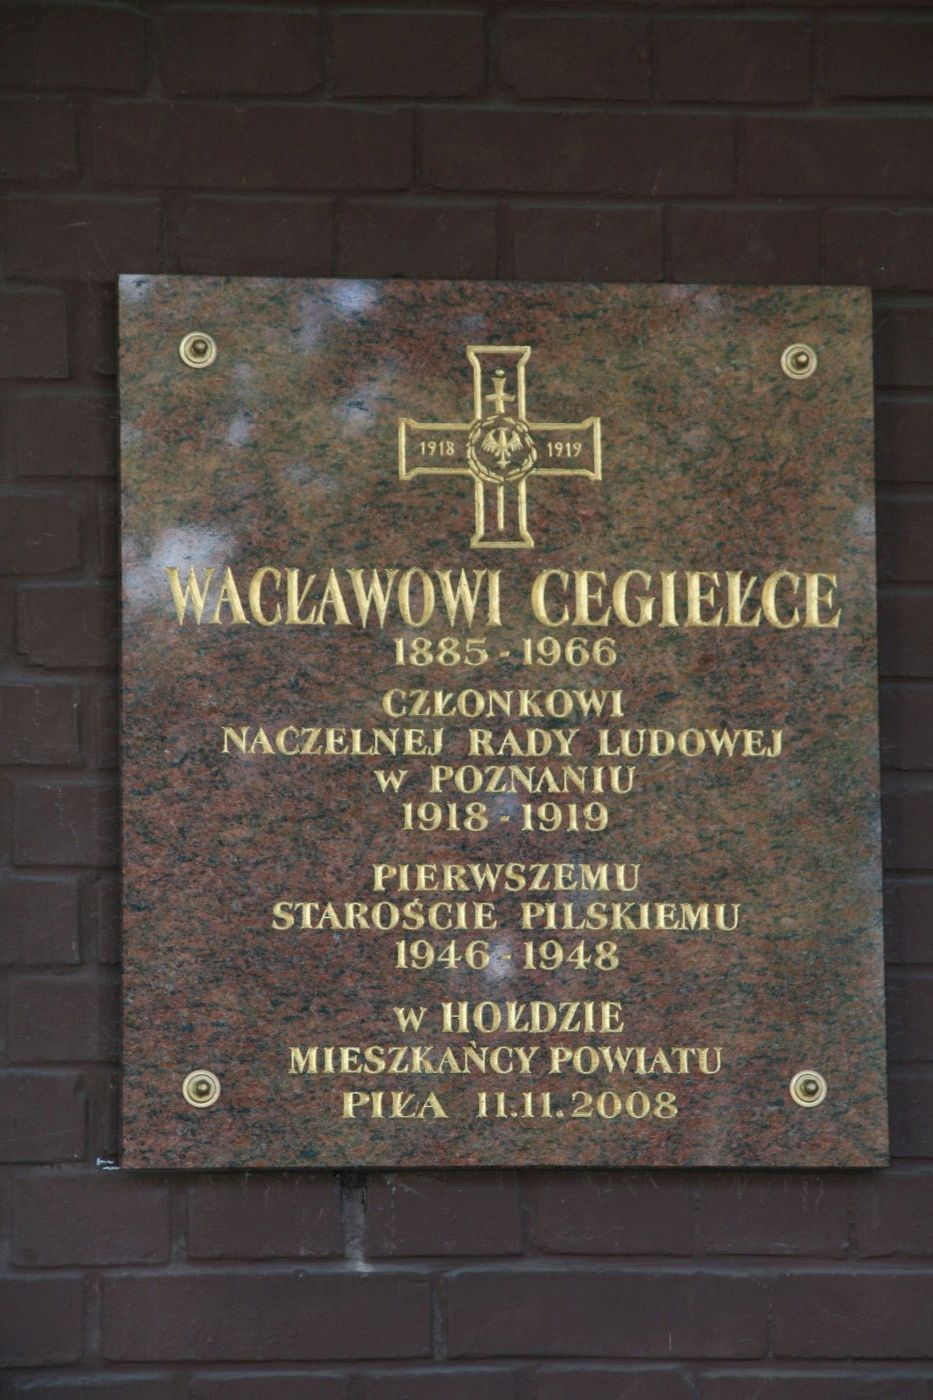 1918 1919
WACŁAWOWI CEGIEŁCE
1885 - 1966
CZŁONKOWI
NACZELNEJ RADY LUDOWEJ
W POZNANIU
1918 - 1919
PIERWSZEMU
STAROŚCIE PILSKIEMU
1946 - 1948
W HOŁDZIE
MIESZKAŃCY POWIATU
PIŁA 11.11.2008